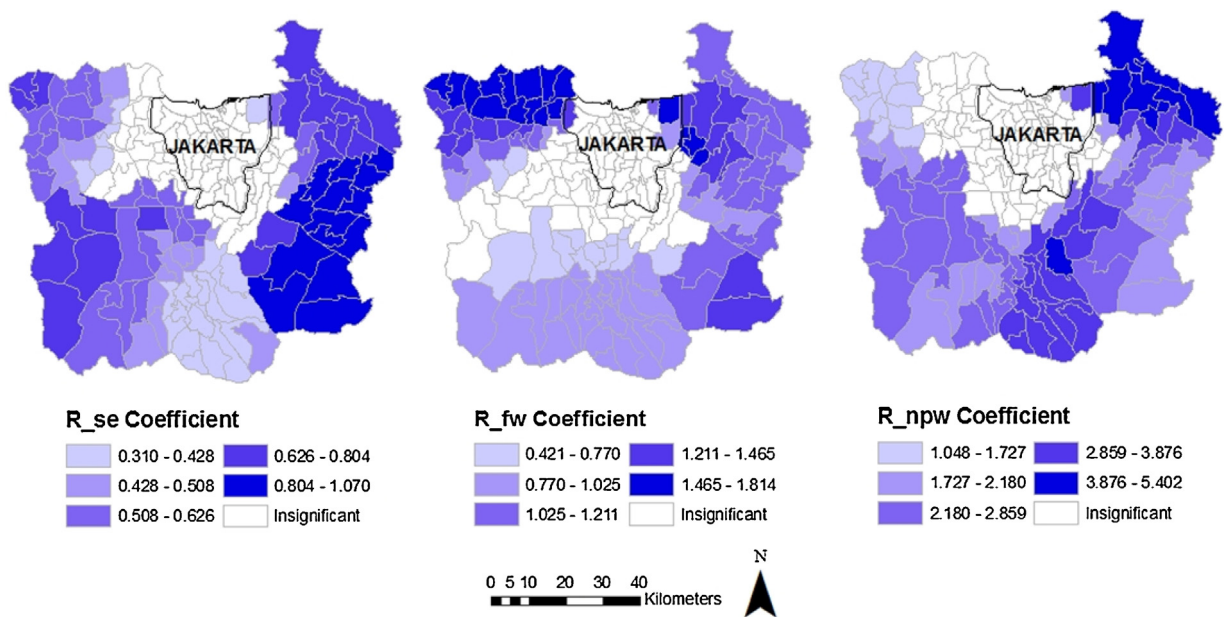 JAKARTA
JAKARTA
JAKARTA
R_se Coefficient
0.310 - 0.428
0.626 - 0.804
0.428 - 0.508
0.804 - 1.070
0.508 - 0.626
Insignificant
R_fw Coefficient
0.421 - 0.770
1.211 - 1.465
0.770 - 1.025
1.465 - 1.814
1.025 - 1.211
Insignificant
R_npw Coefficient
1.048 - 1.727
2.859 - 3.876
1.727 - 2.180
3.876 - 5.402
2.180 - 2.859
Insignificant
0 5 10 20 30 40
Kilometers
N